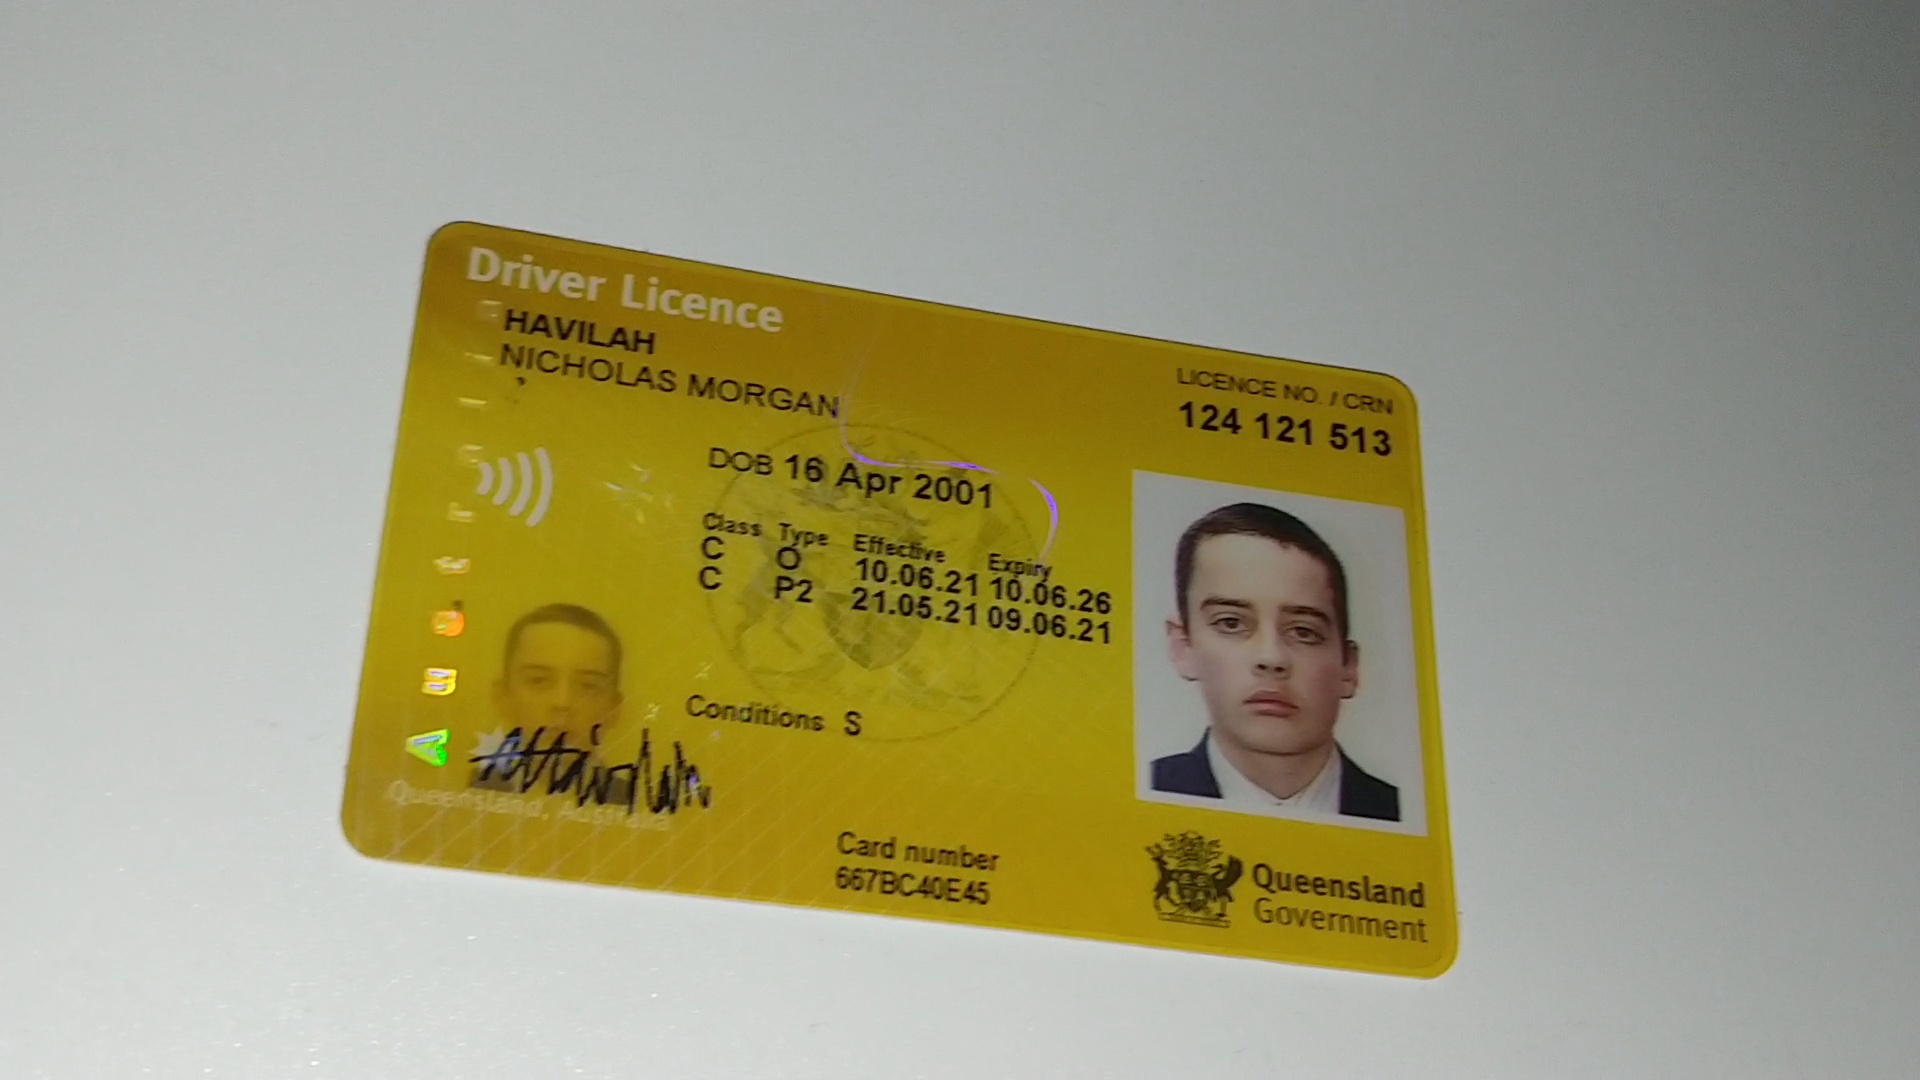 Driver Licence
HAVILAH
NICHOLAS MORGAN
LICENCE NO. / CRN
124 121 513
DOB 16 Apr 2001
Class Type Effective Expiry
C O 10.06.21 10.06.26
C P2 21.05.21 09.06.21
Conditions S
Queensland, Australia
Card number
667BC40E45
Queensland
Government